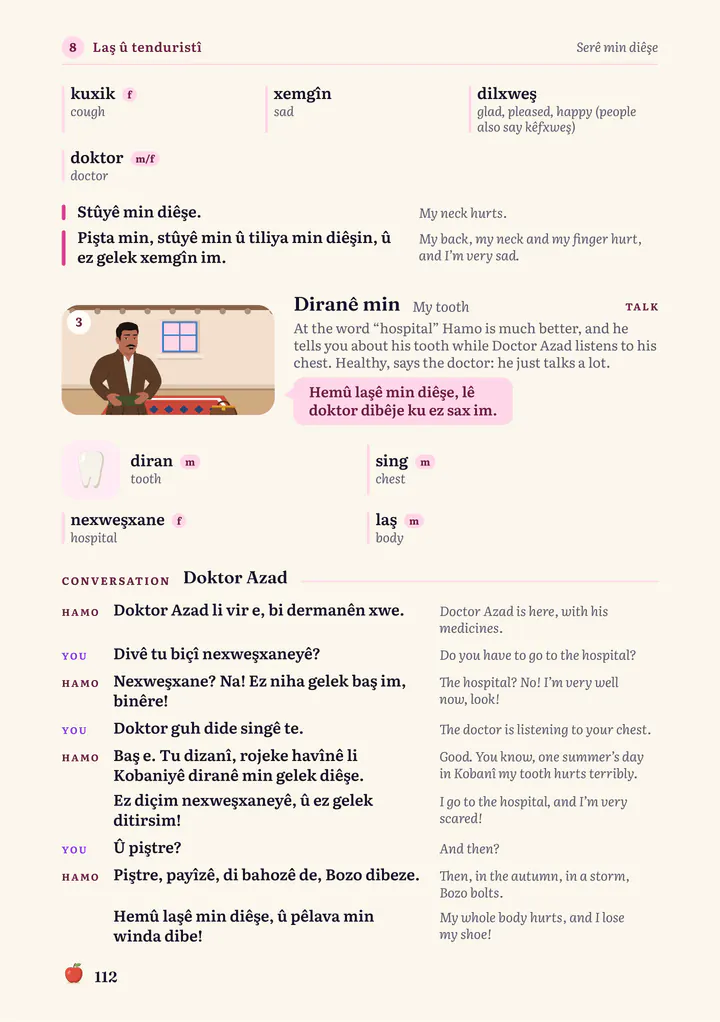 8 Laş û tenduristî
Serê min diêşe
kuxik f
cough
xemgîn
sad
dilxweş
glad, pleased, happy (people
also say kêfxweş)
doktor m/f
doctor
Stûyê min diêşe.
My neck hurts.
Pişta min, stûyê min û tiliya min diêşin, û
ez gelek xemgîn im.
My back, my neck and my finger hurt,
and I’m very sad.
3
Diranê min My tooth
TALK
At the word “hospital” Hamo is much better, and he
tells you about his tooth while Doctor Azad listens to his
chest. Healthy, says the doctor: he just talks a lot.
Hemû laşê min diêşe, lê
doktor dibêje ku ez sax im.
diran m
tooth
sing m
chest
nexweşxane f
hospital
laş m
body
CONVERSATION Doktor Azad
HAMO Doktor Azad li vir e, bi dermanên xwe.
Doctor Azad is here, with his
medicines.
YOU Divê tu biçî nexweşxaneyê?
Do you have to go to the hospital?
HAMO Nexweşxane? Na! Ez niha gelek baş im,
binêre!
The hospital? No! I’m very well
now, look!
YOU Doktor guh dide singê te.
The doctor is listening to your chest.
HAMO Baş e. Tu dizanî, rojeke havînê li
Kobaniyê diranê min gelek diêşe.
Good. You know, one summer’s day
in Kobanî my tooth hurts terribly.
Ez diçim nexweşxaneyê, û ez gelek
ditirsim!
I go to the hospital, and I’m very
scared!
YOU Û piştre?
And then?
HAMO Piştre, payîzê, di bahozê de, Bozo dibeze.
Then, in the autumn, in a storm,
Bozo bolts.
Hemû laşê min diêşe, û pêlava min
winda dibe!
My whole body hurts, and I lose
my shoe!
112